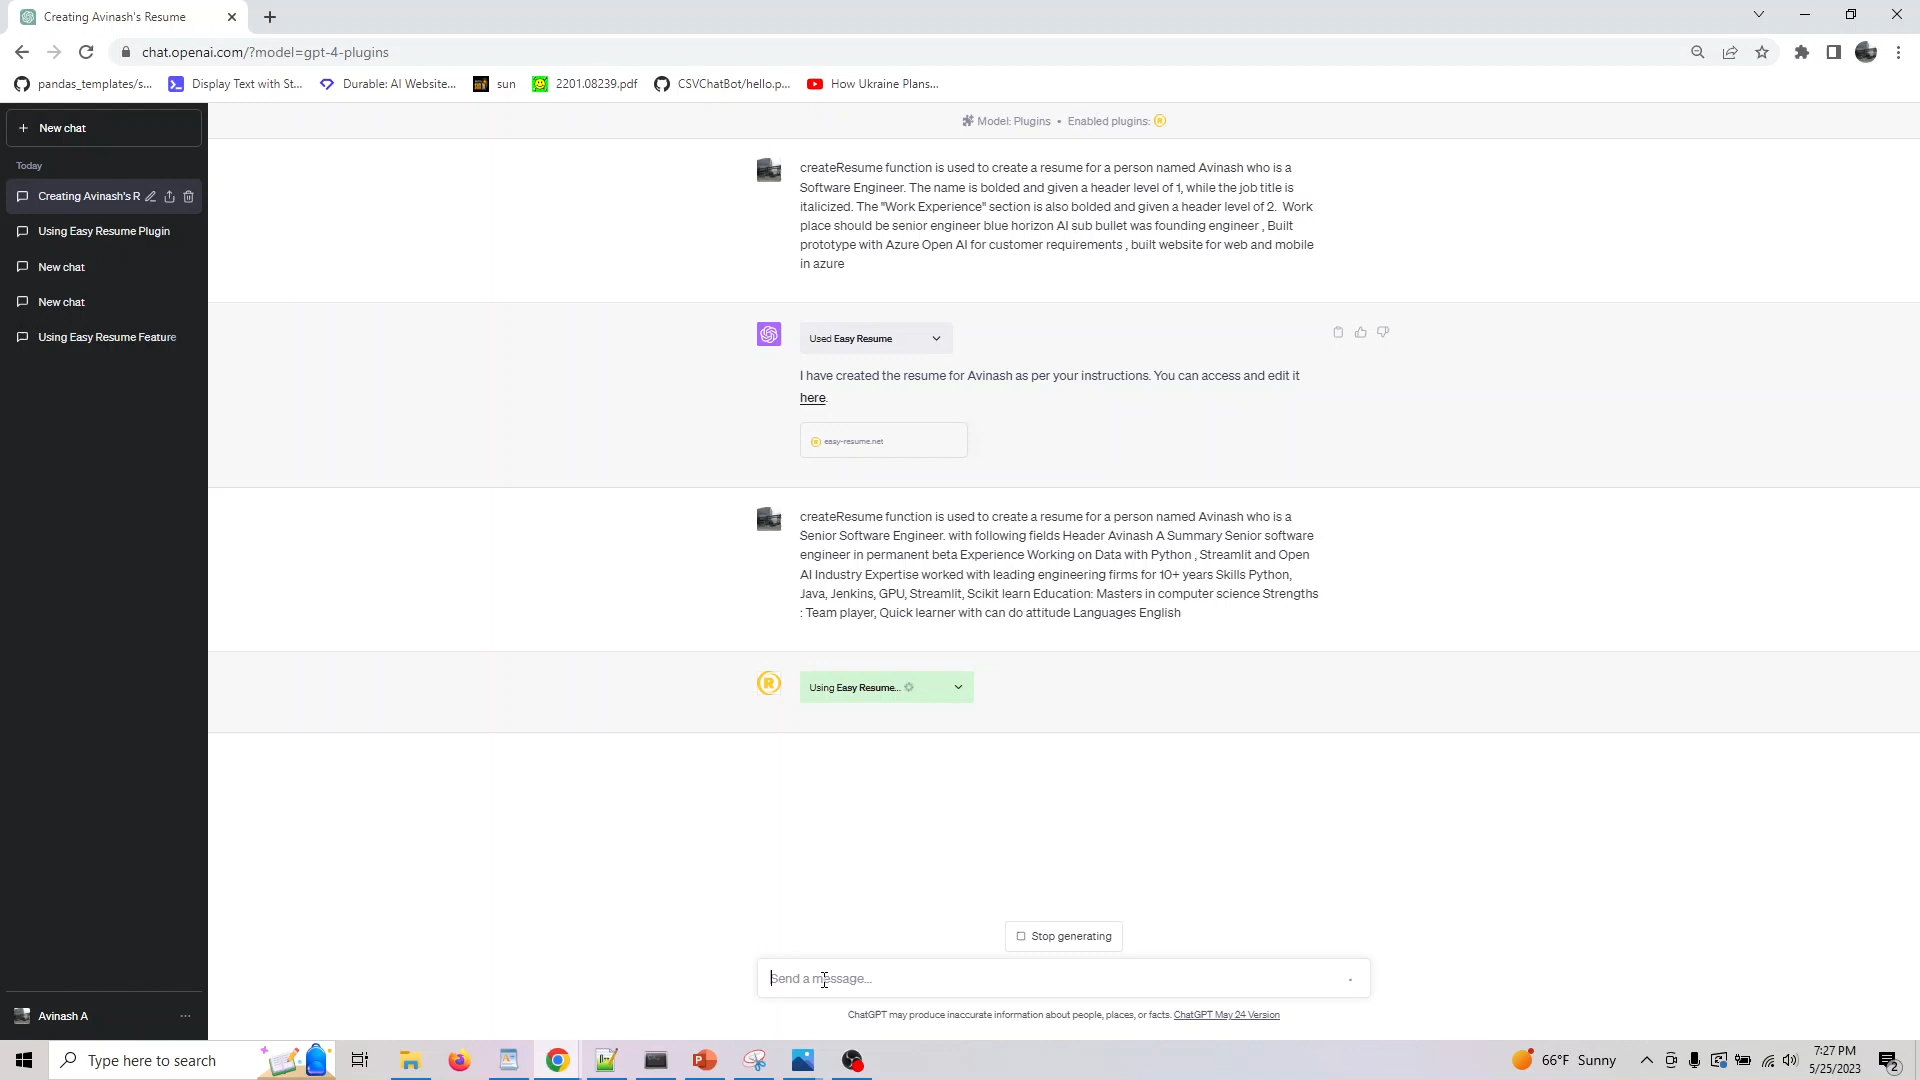 Creating Avinash's Resume
chat.openai.com/?model=gpt-4-plugins
pandas_templates/s...
Display Text with St...
Durable: AI Website...
sun
2201.08239.pdf
CSVChatBot/hello.p...
How Ukraine Plans...
New chat
Today
Creating Avinash's R
Using Easy Resume Plugin
New chat
New chat
Using Easy Resume Feature
Avinash A
Model: Plugins • Enabled plugins:
createResume function is used to create a resume for a person named Avinash who is a
Software Engineer. The name is bolded and given a header level of 1, while the job title is
italicized. The "Work Experience" section is also bolded and given a header level of 2.  Work
place should be senior engineer blue horizon AI sub bullet was founding engineer , Built
prototype with Azure Open AI for customer requirements , built website for web and mobile
in azure
Used Easy Resume
I have created the resume for Avinash as per your instructions. You can access and edit it
here.
easy-resume.net
createResume function is used to create a resume for a person named Avinash who is a
Senior Software Engineer. with following fields Header Avinash A Summary Senior software
engineer in permanent beta Experience Working on Data with Python , Streamlit and Open
AI Industry Expertise worked with leading engineering firms for 10+ years Skills Python,
Java, Jenkins, GPU, Streamlit, Scikit learn Education: Masters in computer science Strengths
: Team player, Quick learner with can do attitude Languages English
R
Using Easy Resume...
Stop generating
Send a message...
ChatGPT may produce inaccurate information about people, places, or facts. ChatGPT May 24 Version
Type here to search
66°F Sunny
7:27 PM
5/25/2023
2